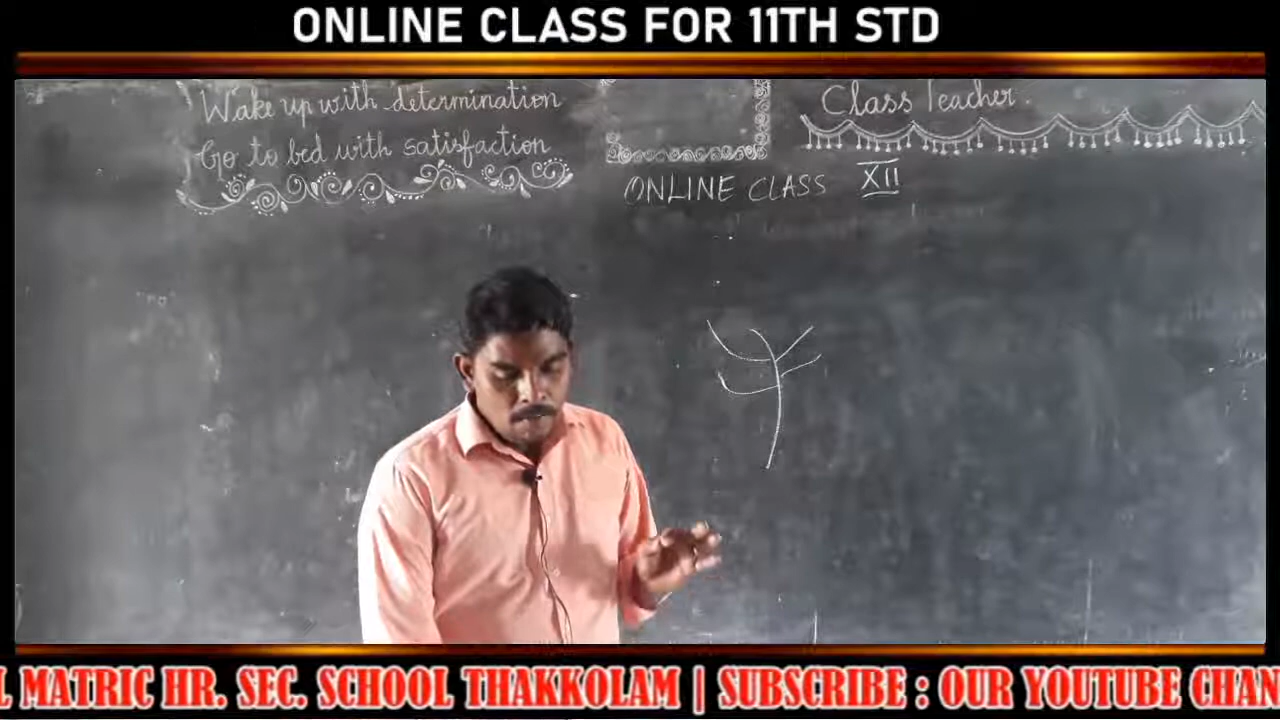 ONLINE CLASS FOR 11TH STD
Wake up with determination
Go to bed with satisfaction
Class Teacher.
ONLINE CLASS XII
L MATRIC HR. SEC. SCHOOL THAKKOLAM | SUBSCRIBE : OUR YOUTUBE CHAN